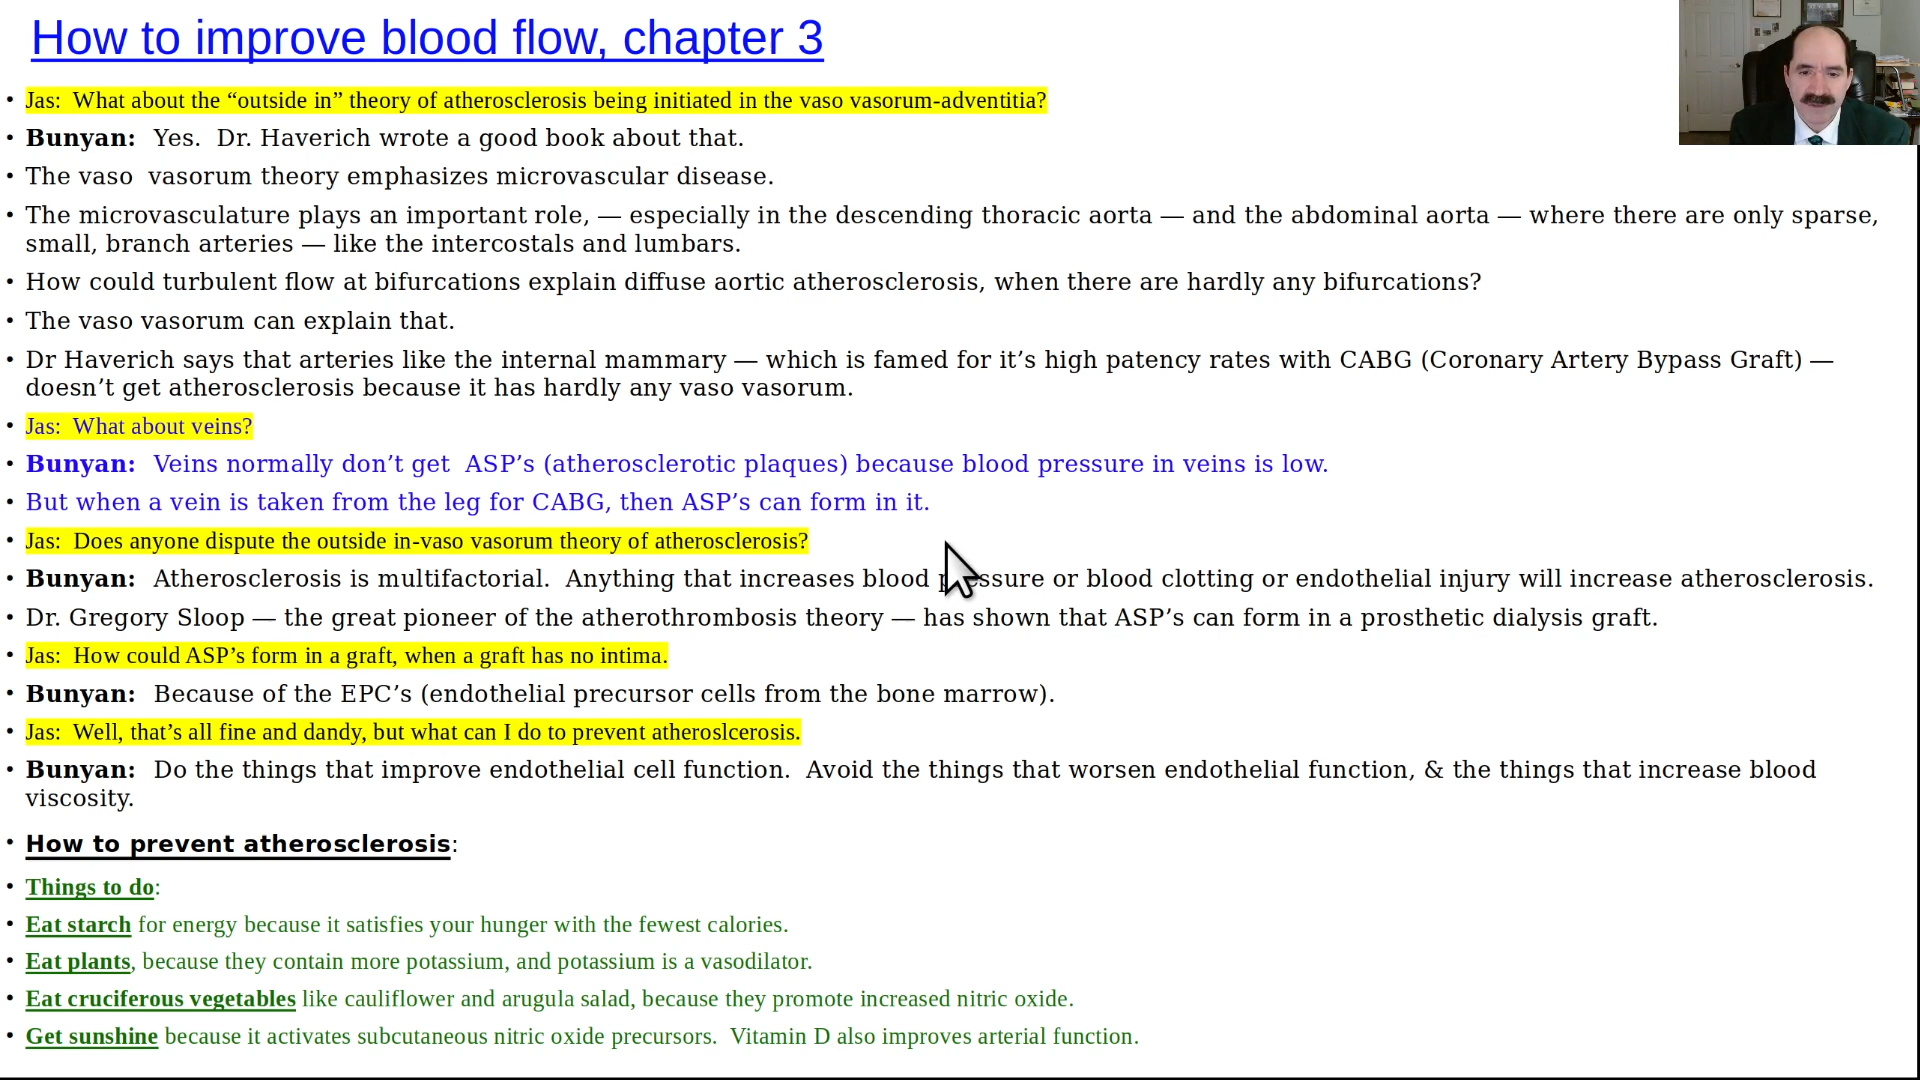 How to improve blood flow, chapter 3
• Jas:  What about the “outside in” theory of atherosclerosis being initiated in the vaso vasorum-adventitia?
• Bunyan:  Yes.  Dr. Haverich wrote a good book about that.
• The vaso  vasorum theory emphasizes microvascular disease.
• The microvasculature plays an important role, — especially in the descending thoracic aorta — and the abdominal aorta — where there are only sparse,
small, branch arteries — like the intercostals and lumbars.
• How could turbulent flow at bifurcations explain diffuse aortic atherosclerosis, when there are hardly any bifurcations?
• The vaso vasorum can explain that.
• Dr Haverich says that arteries like the internal mammary — which is famed for it’s high patency rates with CABG (Coronary Artery Bypass Graft) —
doesn’t get atherosclerosis because it has hardly any vaso vasorum.
• Jas:  What about veins?
• Bunyan:  Veins normally don’t get  ASP’s (atherosclerotic plaques) because blood pressure in veins is low.
• But when a vein is taken from the leg for CABG, then ASP’s can form in it.
• Jas:  Does anyone dispute the outside in-vaso vasorum theory of atherosclerosis?
• Bunyan:  Atherosclerosis is multifactorial.  Anything that increases blood pressure or blood clotting or endothelial injury will increase atherosclerosis.
• Dr. Gregory Sloop — the great pioneer of the atherothrombosis theory — has shown that ASP’s can form in a prosthetic dialysis graft.
• Jas:  How could ASP’s form in a graft, when a graft has no intima.
• Bunyan:  Because of the EPC’s (endothelial precursor cells from the bone marrow).
• Jas:  Well, that’s all fine and dandy, but what can I do to prevent atheroslcerosis.
• Bunyan:  Do the things that improve endothelial cell function.  Avoid the things that worsen endothelial function, & the things that increase blood
viscosity.
• How to prevent atherosclerosis:
• Things to do:
• Eat starch for energy because it satisfies your hunger with the fewest calories.
• Eat plants, because they contain more potassium, and potassium is a vasodilator.
• Eat cruciferous vegetables like cauliflower and arugula salad, because they promote increased nitric oxide.
• Get sunshine because it activates subcutaneous nitric oxide precursors.  Vitamin D also improves arterial function.